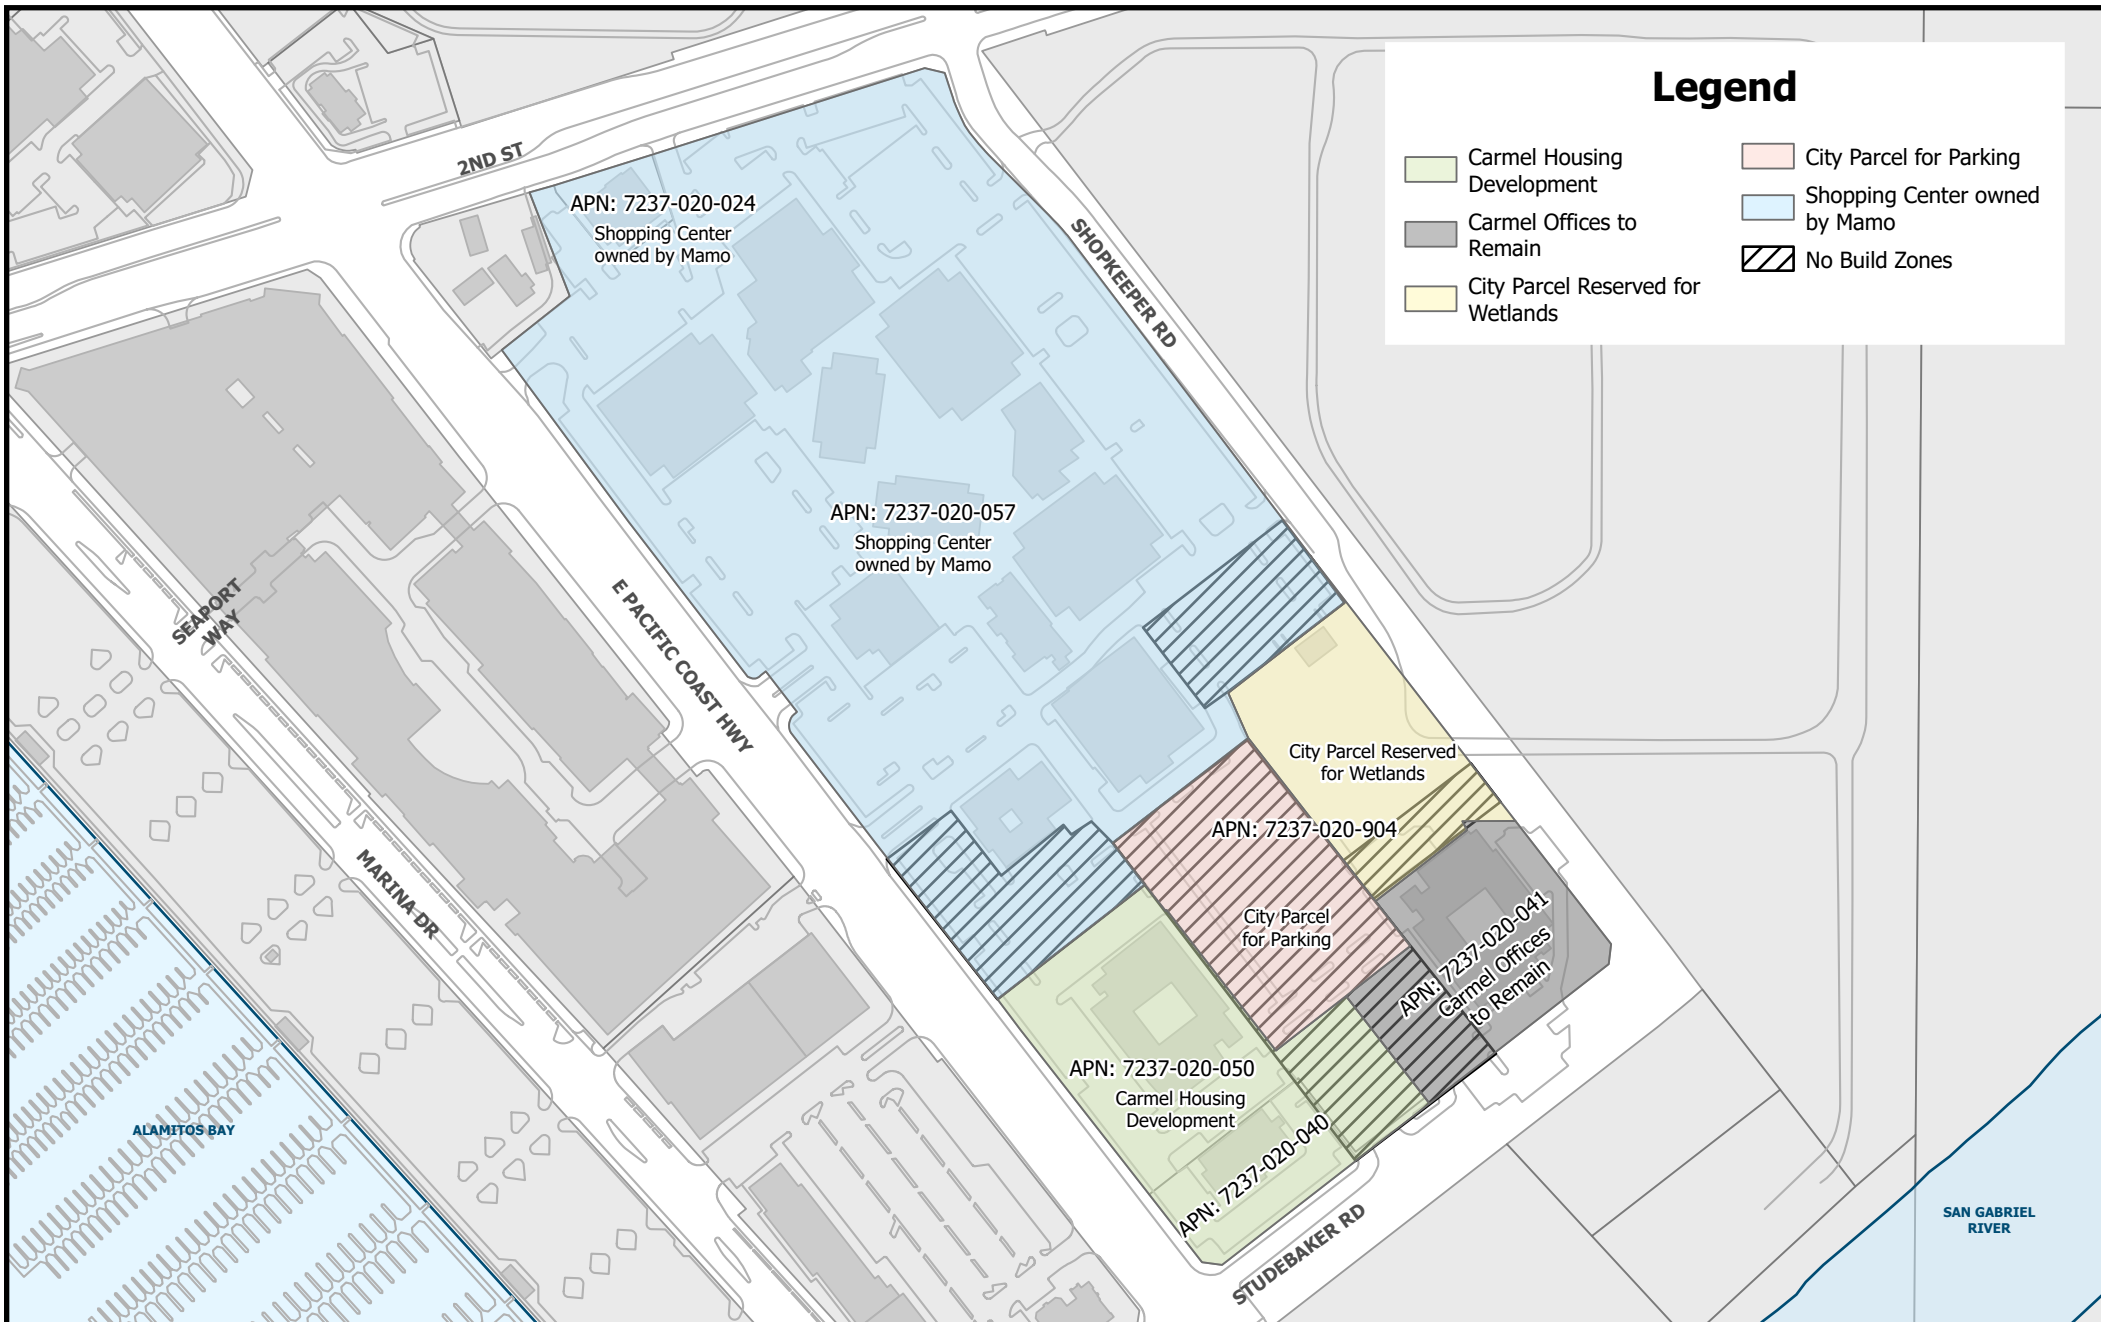 Legend
Carmel Housing
Development
Carmel Offices to
Remain
City Parcel Reserved for
Wetlands
City Parcel for Parking
Shopping Center owned
by Mamo
No Build Zones
2ND ST
APN: 7237-020-024
Shopping Center
owned by Mamo
SHOPKEEPER RD
APN: 7237-020-057
Shopping Center
owned by Mamo
SEAPORT
WAY
E PACIFIC COAST HWY
City Parcel Reserved
for Wetlands
APN: 7237-020-904
MARINA DR
City Parcel
for Parking
APN: 7237-020-041
Carmel Offices
to Remain
APN: 7237-020-050
Carmel Housing
Development
APN: 7237-020-040
ALAMITOS BAY
STUDEBAKER RD
SAN GABRIEL
RIVER